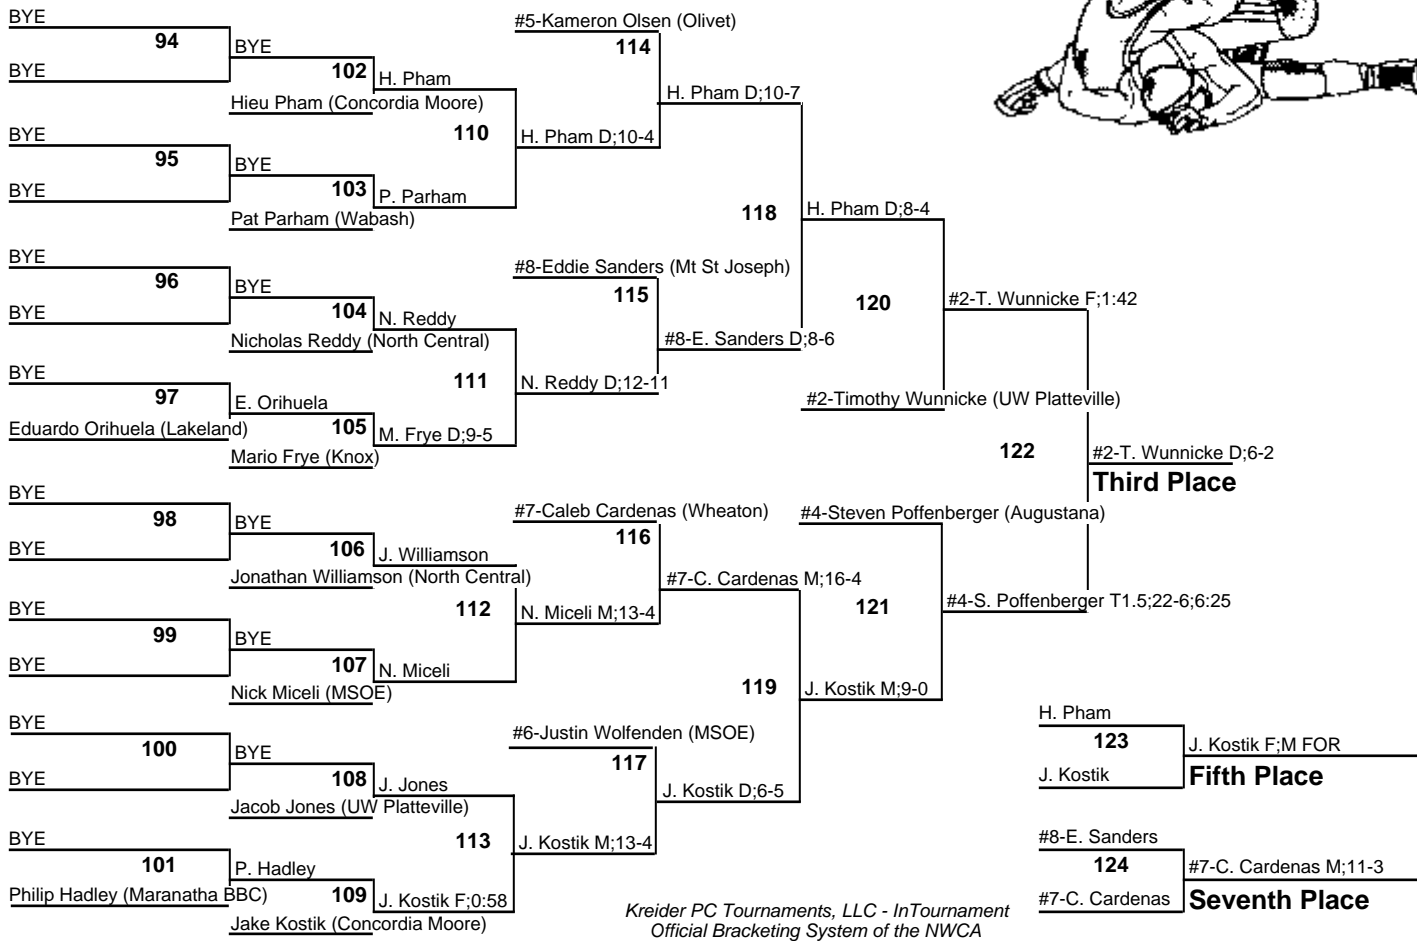 BYE
94
BYE
BYE
102
H. Pham
Hieu Pham (Concordia Moore)
110
H. Pham D;10-4
BYE
95
BYE
BYE
103
P. Parham
Pat Parham (Wabash)
#5-Kameron Olsen (Olivet)
114
H. Pham D;10-7
118
H. Pham D;8-4
BYE
96
BYE
BYE
104
N. Reddy
Nicholas Reddy (North Central)
111
N. Reddy D;12-11
BYE
97
E. Orihuela
Eduardo Orihuela (Lakeland)
105
M. Frye D;9-5
Mario Frye (Knox)
#8-Eddie Sanders (Mt St Joseph)
115
#8-E. Sanders D;8-6
120
#2-T. Wunnicke F;1:42
#2-Timothy Wunnicke (UW Platteville)
122
#2-T. Wunnicke D;6-2
Third Place
BYE
98
BYE
BYE
106
J. Williamson
Jonathan Williamson (North Central)
112
N. Miceli M;13-4
BYE
99
BYE
BYE
107
N. Miceli
Nick Miceli (MSOE)
#7-Caleb Cardenas (Wheaton)
116
#7-C. Cardenas M;16-4
#4-Steven Poffenberger (Augustana)
121
#4-S. Poffenberger T1.5;22-6;6:25
119
J. Kostik M;9-0
BYE
100
BYE
BYE
108
J. Jones
Jacob Jones (UW Platteville)
113
J. Kostik M;13-4
BYE
101
P. Hadley
Philip Hadley (Maranatha BBC)
109
J. Kostik F;0:58
Jake Kostik (Concordia Moore)
#6-Justin Wolfenden (MSOE)
117
J. Kostik D;6-5
H. Pham
123
J. Kostik F;M FOR
J. Kostik
Fifth Place
#8-E. Sanders
124
#7-C. Cardenas M;11-3
#7-C. Cardenas
Seventh Place
Kreider PC Tournaments, LLC - InTournament
Official Bracketing System of the NWCA